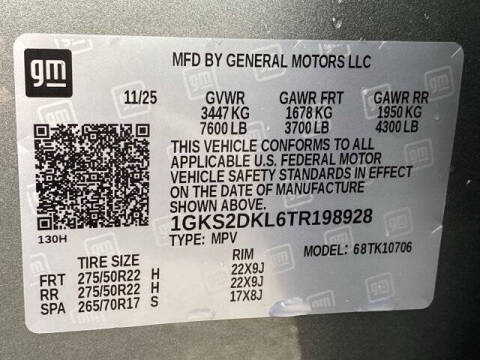 gm
MFD BY GENERAL MOTORS LLC
11/25 GVWR GAWR FRT GAWR RR
3447 KG 1678 KG 1950 KG
7600 LB 3700 LB 4300 LB
THIS VEHICLE CONFORMS TO ALL
APPLICABLE U.S. FEDERAL MOTOR
VEHICLE SAFETY STANDARDS IN EFFECT
ON THE DATE OF MANUFACTURE
SHOWN ABOVE.
1GKS2DKL6TR198928
130H
TYPE: MPV MODEL: 68TK10706
TIRE SIZE RIM
FRT 275/50R22 H 22X9J
RR 275/50R22 H 22X9J
SPA 265/70R17 S 17X8J